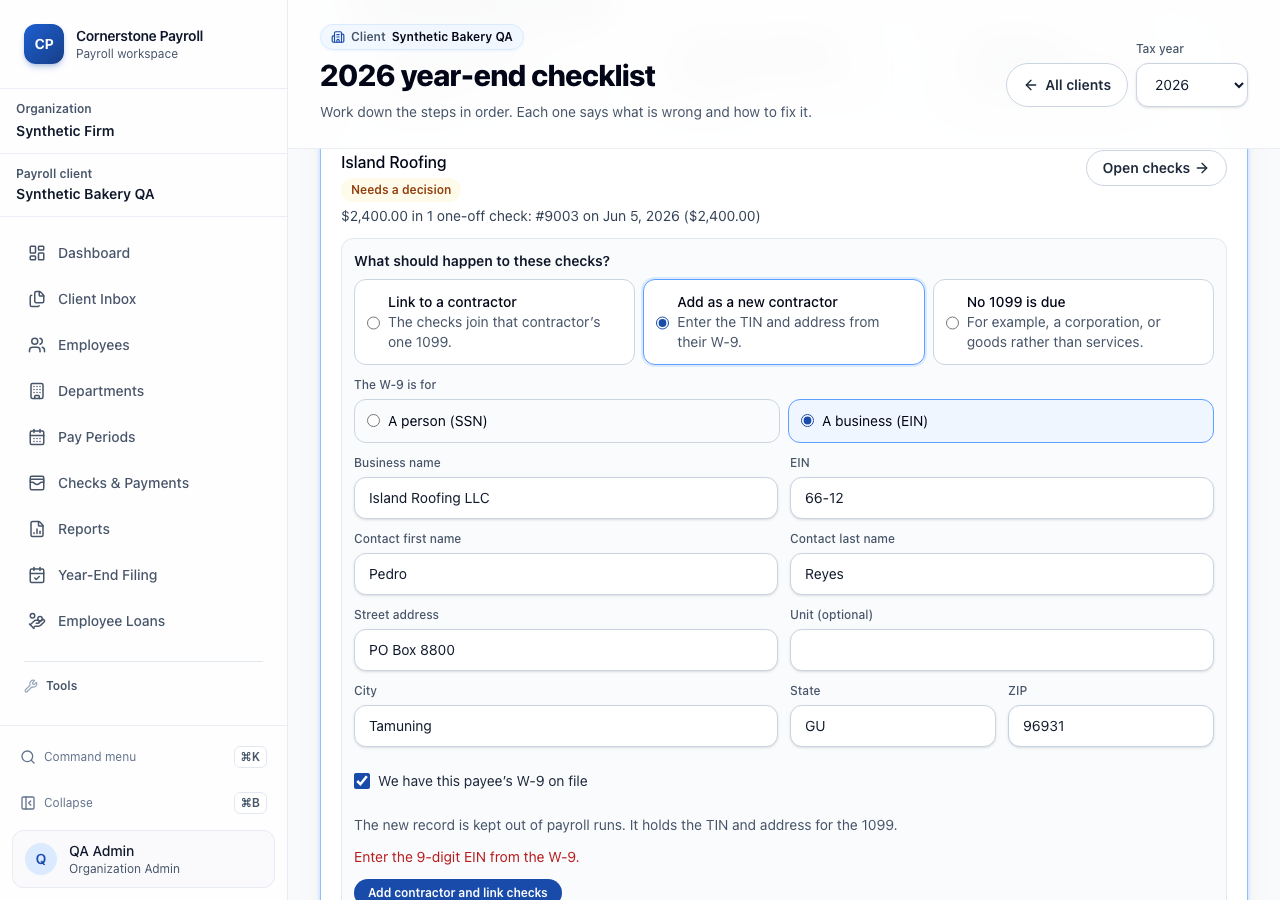 CP
Cornerstone Payroll
Payroll workspace
Organization
Synthetic Firm
Payroll client
Synthetic Bakery QA
Dashboard
Client Inbox
Employees
Departments
Pay Periods
Checks & Payments
Reports
Year-End Filing
Employee Loans
Tools
Command menu
⌘K
Collapse
⌘B
Q
QA Admin
Organization Admin
Client Synthetic Bakery QA
2026 year-end checklist
Work down the steps in order. Each one says what is wrong and how to fix it.
← All clients
Tax year
2026
Island Roofing
Needs a decision
$2,400.00 in 1 one-off check: #9003 on Jun 5, 2026 ($2,400.00)
Open checks →
What should happen to these checks?
Link to a contractor
The checks join that contractor’s
one 1099.
Add as a new contractor
Enter the TIN and address from
their W-9.
No 1099 is due
For example, a corporation, or
goods rather than services.
The W-9 is for
A person (SSN)
A business (EIN)
Business name
EIN
Island Roofing LLC
66-12
Contact first name
Contact last name
Pedro
Reyes
Street address
Unit (optional)
PO Box 8800
City
State
ZIP
Tamuning
GU
96931
We have this payee’s W-9 on file
The new record is kept out of payroll runs. It holds the TIN and address for the 1099.
Enter the 9-digit EIN from the W-9.
Add contractor and link checks